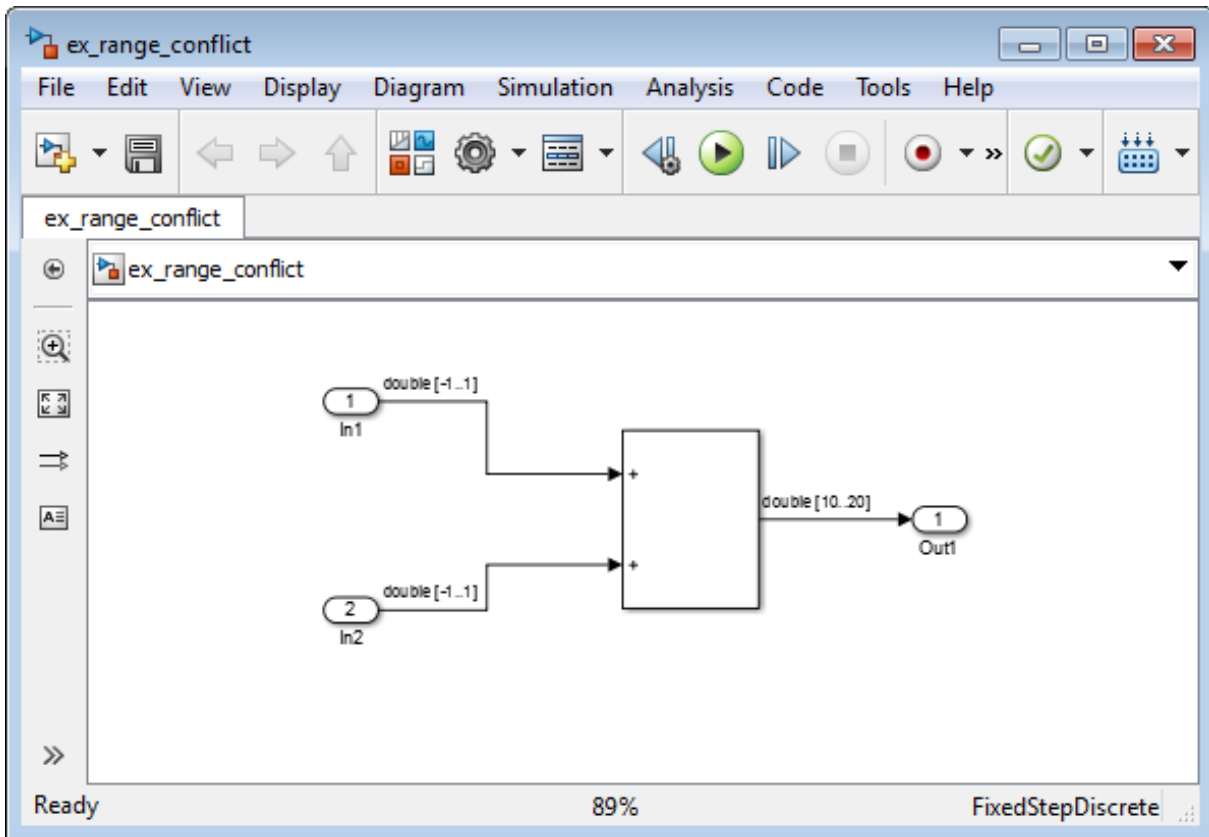 ex_range_conflict
File Edit View Display Diagram Simulation Analysis Code Tools Help
ex_range_conflict
ex_range_conflict
double [-1..1]
1
In1
+
double [10..20]
1
Out1
+
double [-1..1]
2
In2
Ready 89% FixedStepDiscrete